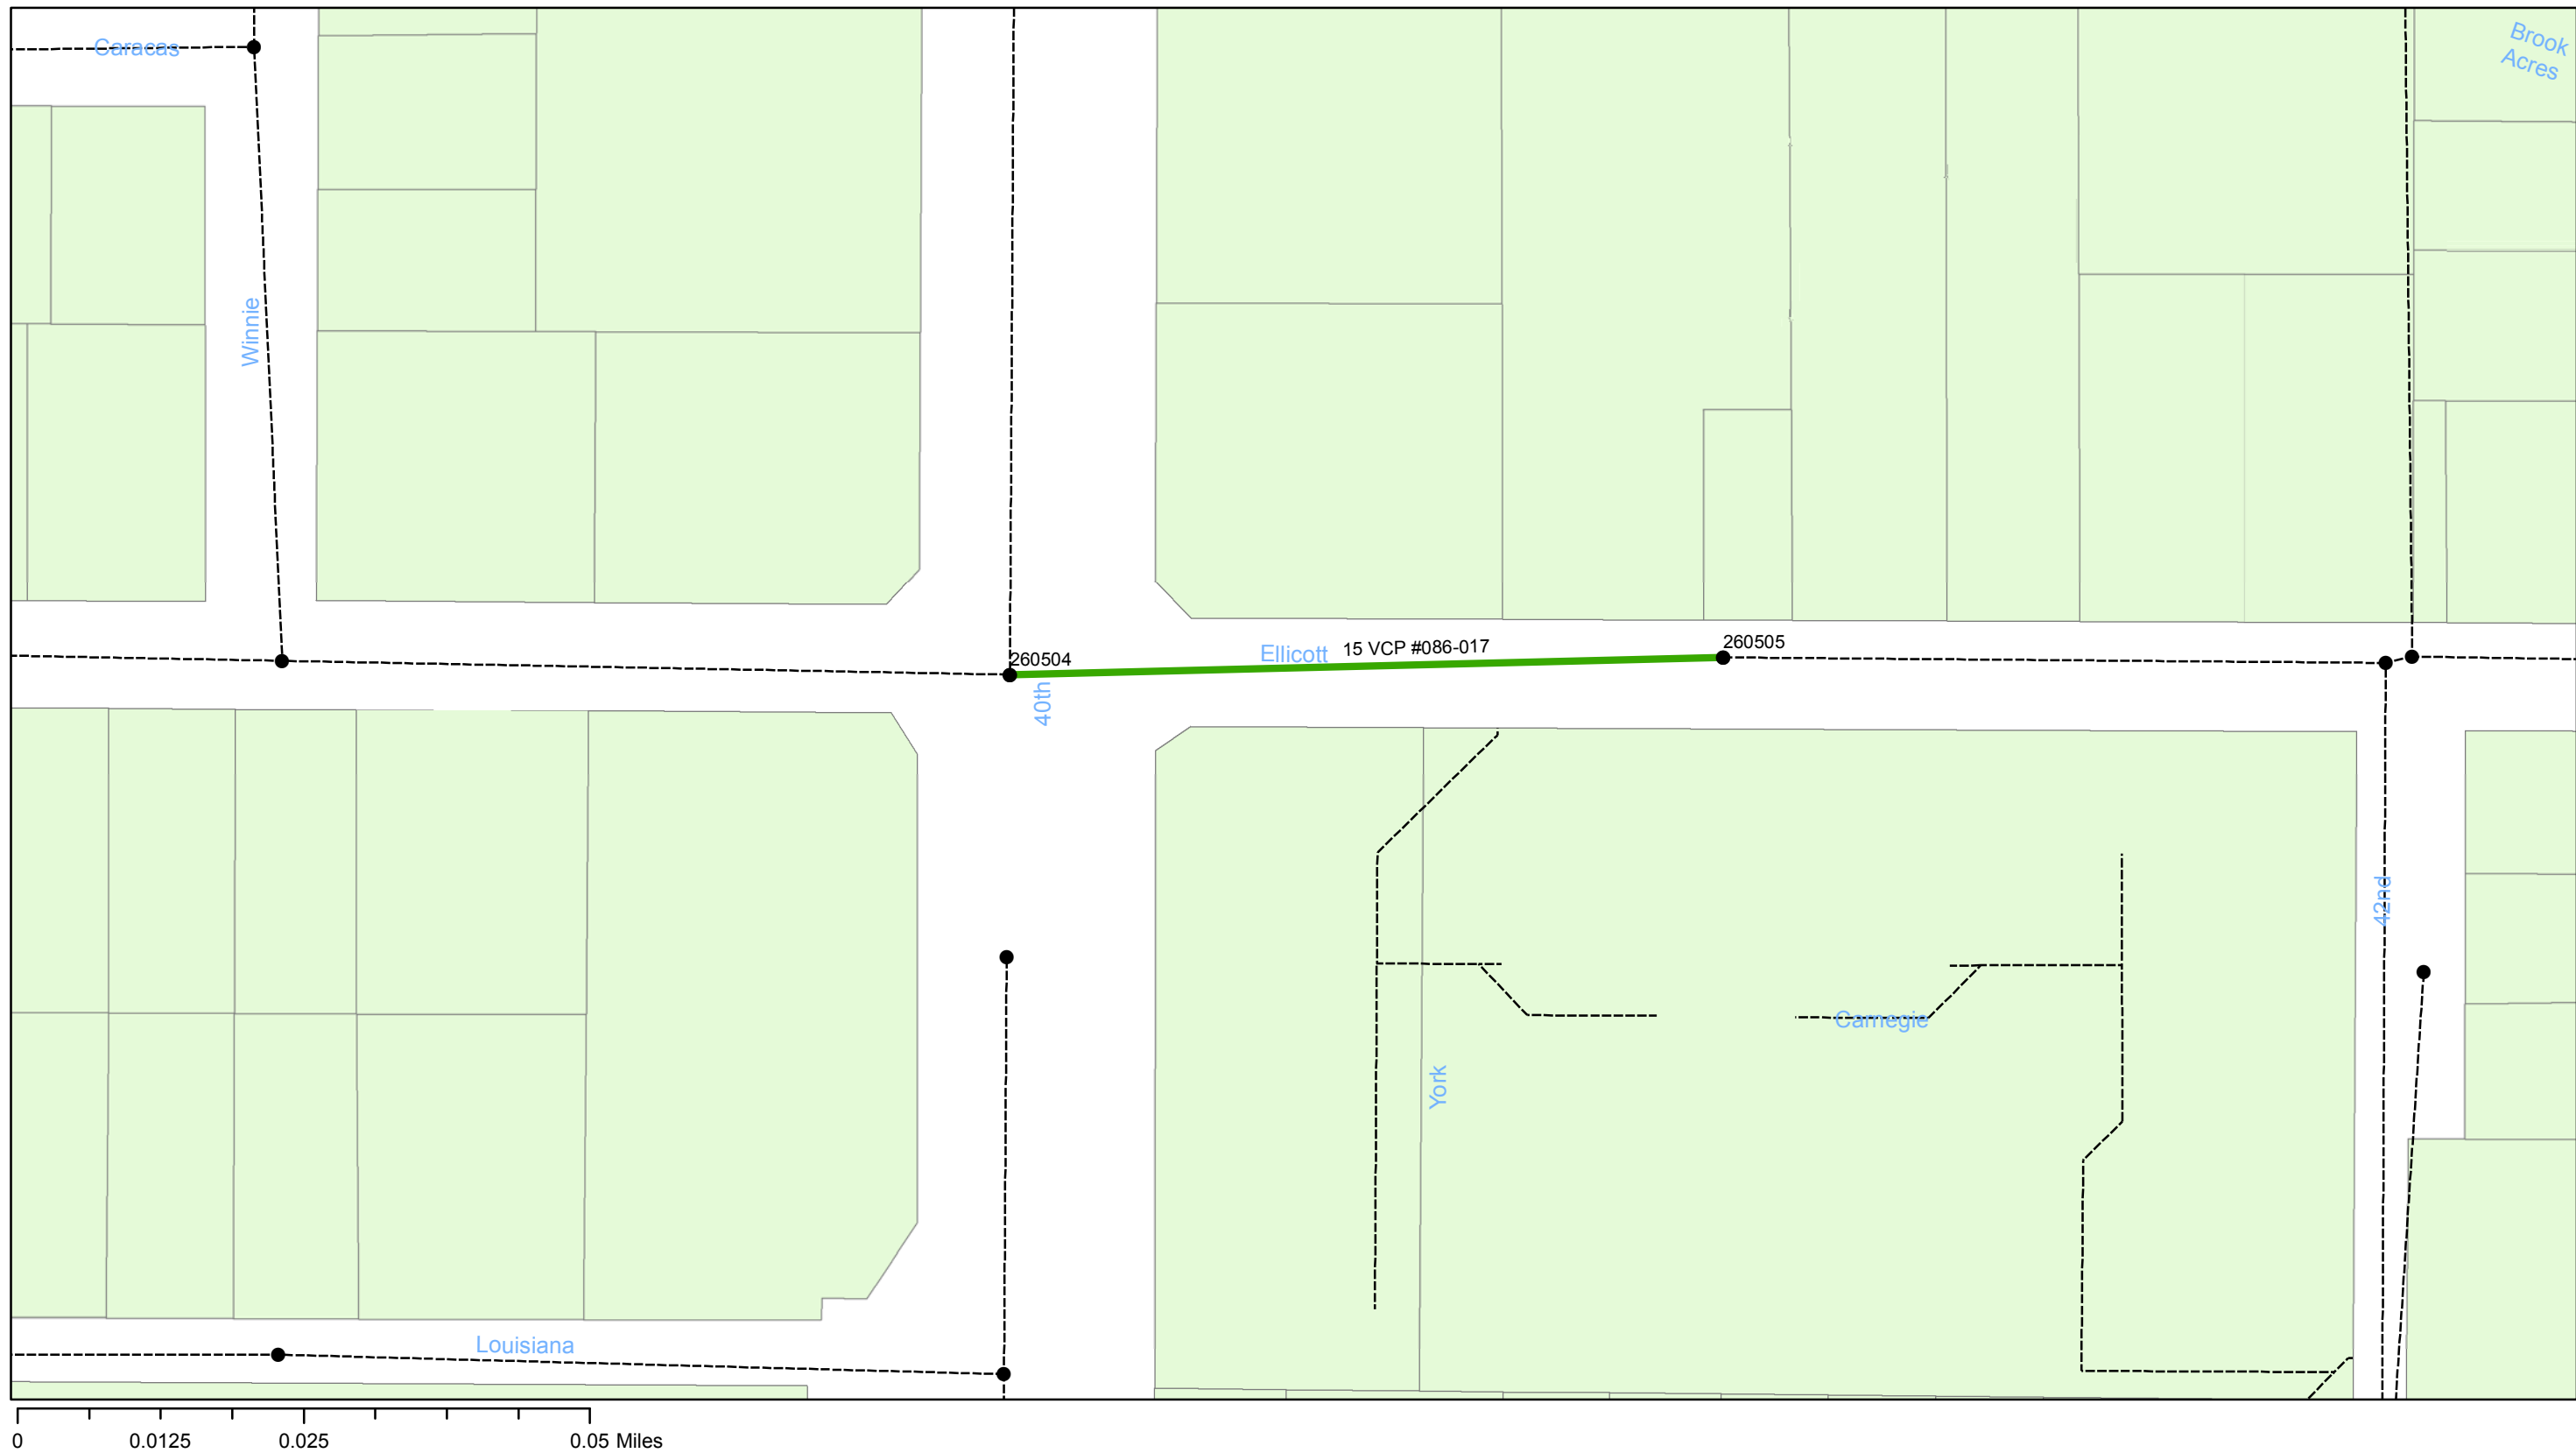 Caracas
Brook
Acres
Winnie
Ellicott
15 VCP #086-017
260505
260504
40th
42nd
Carnegie
York
Louisiana
0
0.0125
0.025
0.05 Miles